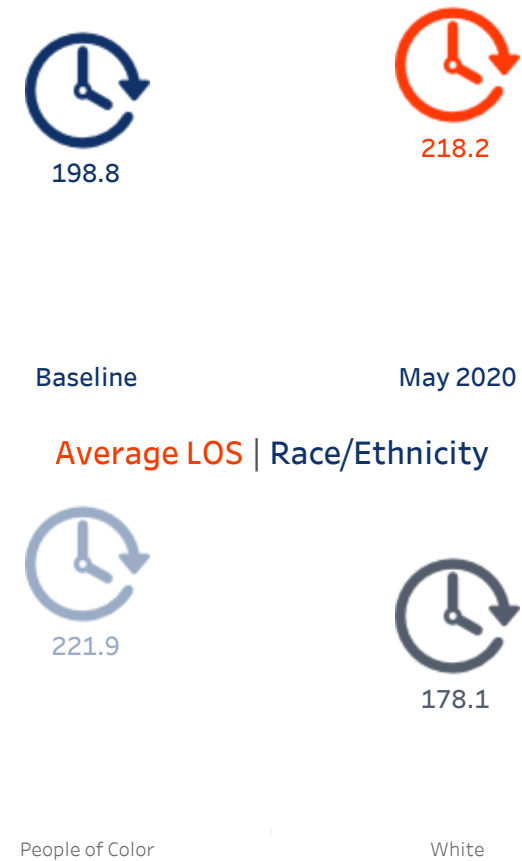 218.2
198.8
Baseline
May 2020
Average LOS | Race/Ethnicity
221.9
178.1
People of Color
White